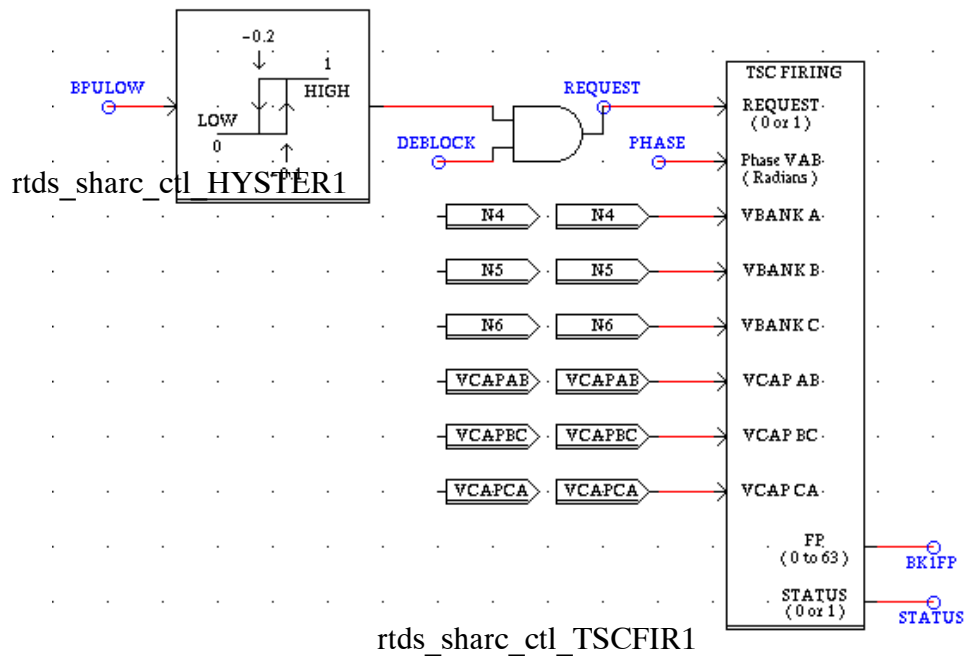 -0.2
1
HIGH
LOW
0
-0.1
BPULOW
rtds_sharc_ctl_HYSTER1
DEBLOCK
REQUEST
PHASE
TSC FIRING
REQUEST
( 0 or 1 )
Phase VAB
( Radians )
N4 N4 VBANK A
N5 N5 VBANK B
N6 N6 VBANK C
VCAPAB VCAPAB VCAP AB
VCAPBC VCAPBC VCAP BC
VCAPCA VCAPCA VCAP CA
FP
( 0 to 63 )
BK1FP
STATUS
( 0 or 1 )
STATUS
rtds_sharc_ctl_TSCFIR1